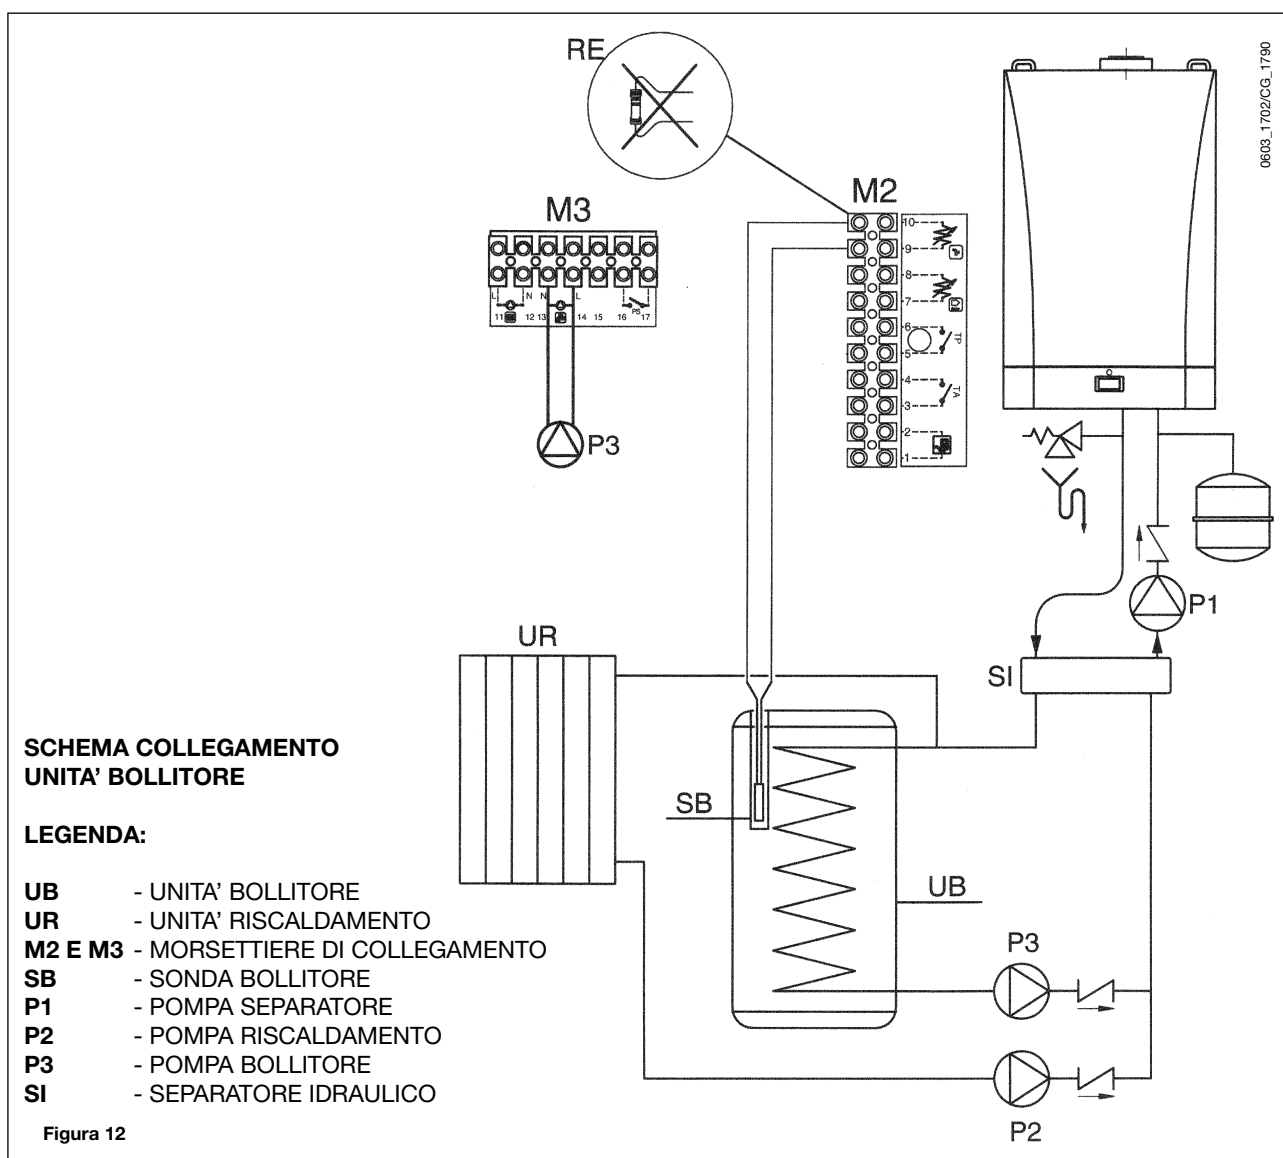 RE
0603_1702/CG_1790
M3
M2
L N N L
PS
11 12 13 14 15 16 17
P3
10
9
8
7
6
TP
5
4
TA
3
2
1
P1
UR
SI
SCHEMA COLLEGAMENTO
UNITA' BOLLITORE
SB
UB
LEGENDA:
UB - UNITA' BOLLITORE
UR - UNITA' RISCALDAMENTO
M2 E M3 - MORSETTIERE DI COLLEGAMENTO
SB - SONDA BOLLITORE
P1 - POMPA SEPARATORE
P2 - POMPA RISCALDAMENTO
P3 - POMPA BOLLITORE
SI - SEPARATORE IDRAULICO
P3
P2
Figura 12